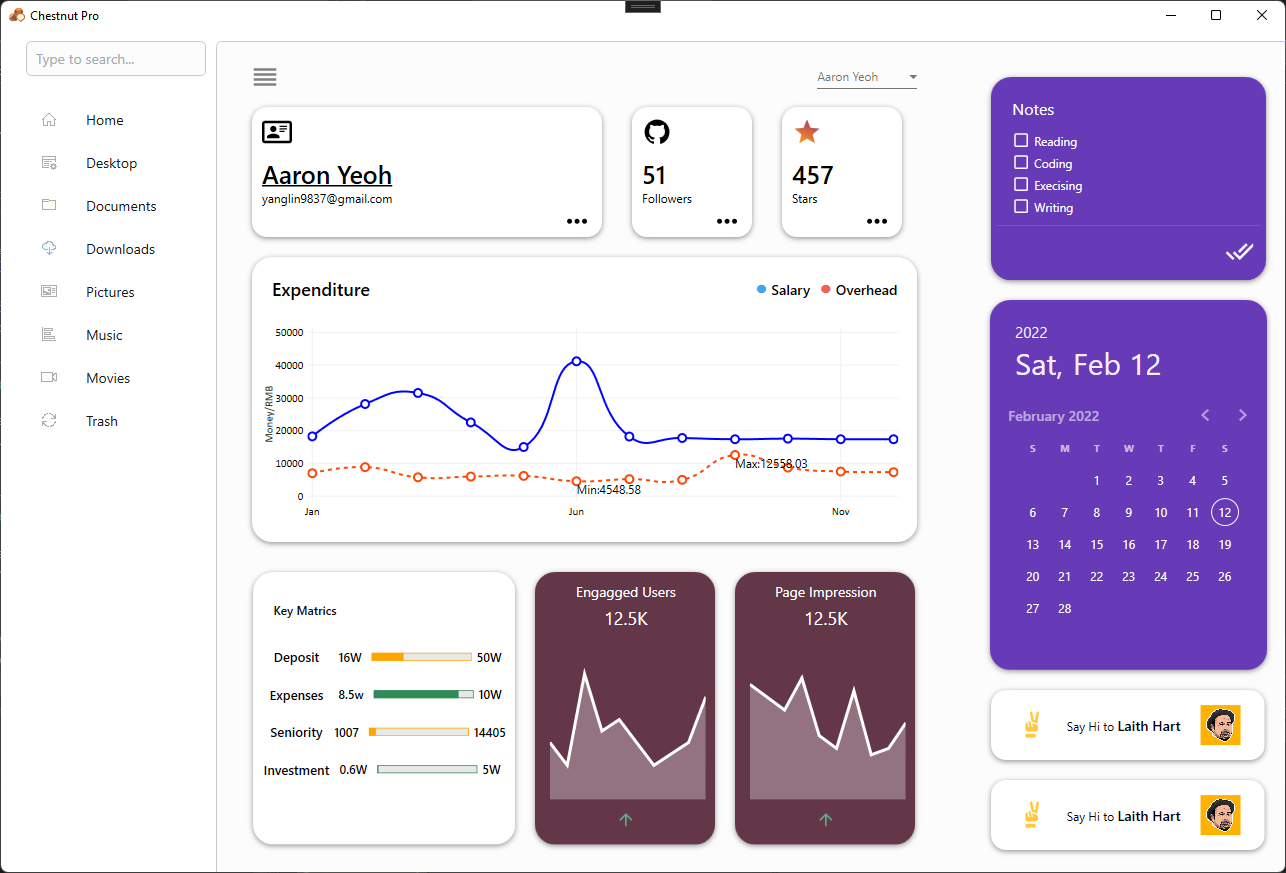 Chestnut Pro
Type to search...
Home
Desktop
Documents
Downloads
Pictures
Music
Movies
Trash
Aaron Yeoh
Aaron Yeoh
yanglin9837@gmail.com
51
Followers
457
Stars
Expenditure
Salary Overhead
Money/RMB
50000
40000
30000
20000
10000
0
Max:12558.03
Min:4548.58
Jan Jun Nov
Key Matrics
Deposit 16W 50W
Expenses 8.5w 10W
Seniority 1007 14405
Investment 0.6W 5W
Engagged Users
12.5K
Page Impression
12.5K
Notes
Reading
Coding
Execising
Writing
2022
Sat, Feb 12
February 2022
S M T W T F S
1 2 3 4 5
6 7 8 9 10 11 12
13 14 15 16 17 18 19
20 21 22 23 24 25 26
27 28
Say Hi to Laith Hart
Say Hi to Laith Hart